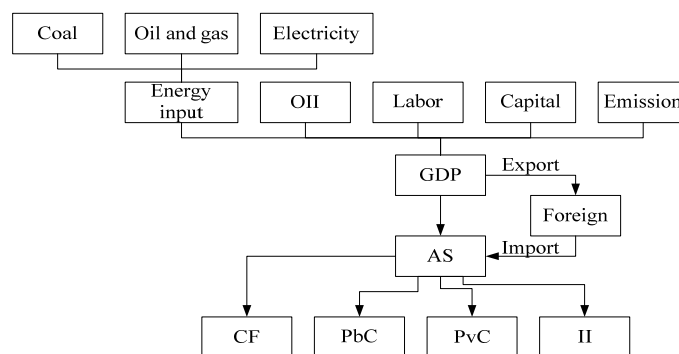 Coal
Oil and gas
Electricity
Energy
input
OII
Labor
Capital
Emission
GDP
Export
Foreign
Import
AS
CF
PbC
PvC
II